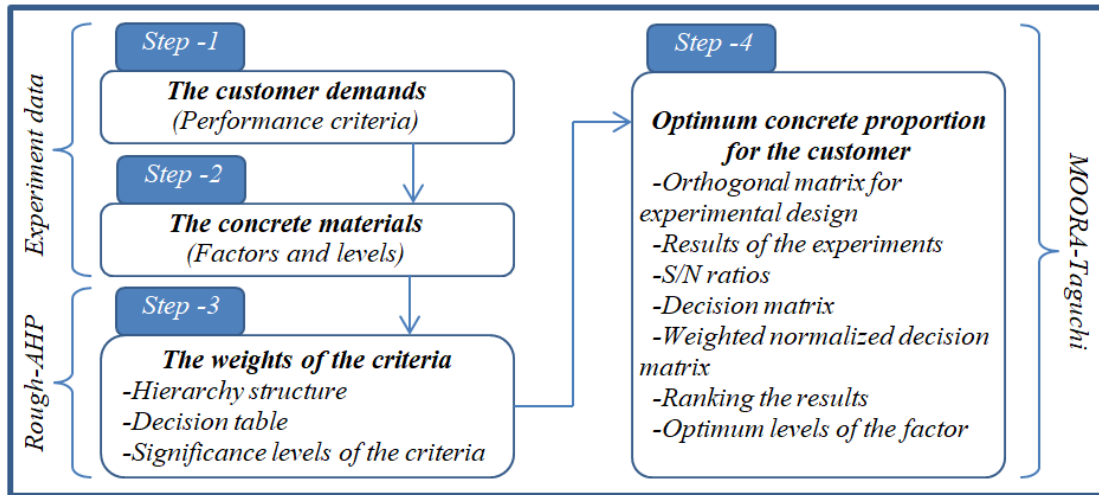 Experiment data
Step -1
The customer demands
(Performance criteria)
Step -2
The concrete materials
(Factors and levels)
Rough-AHP
Step -3
The weights of the criteria
-Hierarchy structure
-Decision table
-Significance levels of the criteria
Step -4
Optimum concrete proportion
for the customer
-Orthogonal matrix for
experimental design
-Results of the experiments
-S/N ratios
-Decision matrix
-Weighted normalized decision
matrix
-Ranking the results
-Optimum levels of the factor
MOORA-Taguchi